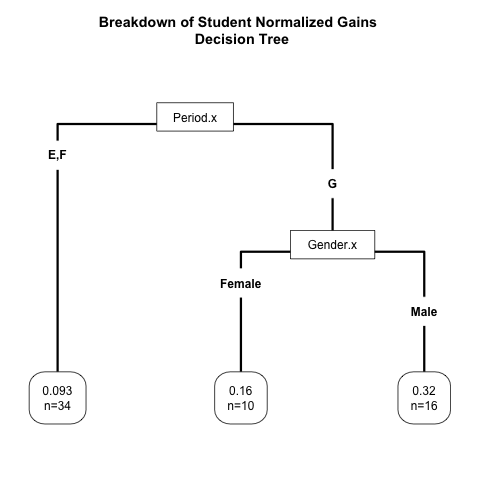 Breakdown of Student Normalized Gains
Decision Tree
Period.x
E,F
G
Gender.x
Female
Male
0.093
n=34
0.16
n=10
0.32
n=16